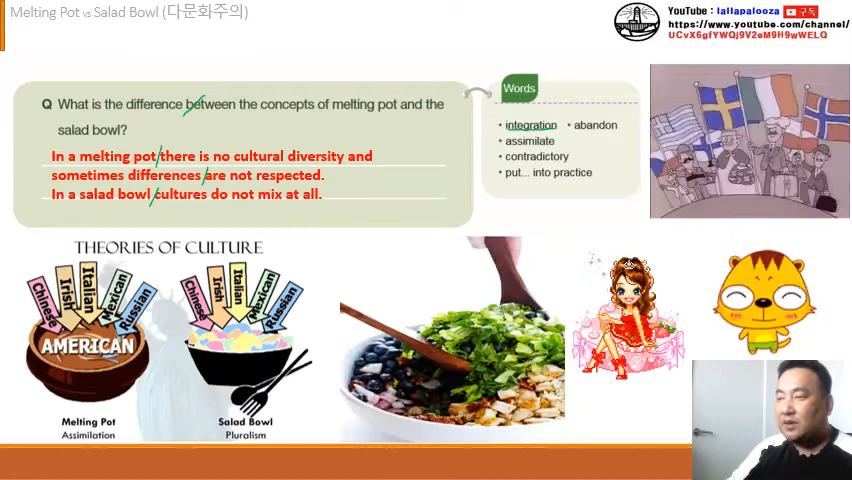 Melting Pot vs Salad Bowl (다문화주의)
YouTube : lallapalooza 구독
https://www.youtube.com/channel/
UCvX6gfYWQj9V2eM9H9wWELQ
Q What is the difference between the concepts of melting pot and the
salad bowl?
In a melting pot there is no cultural diversity and
sometimes differences are not respected.
In a salad bowl cultures do not mix at all.
Words
• integration • abandon
• assimilate
• contradictory
• put... into practice
THEORIES OF CULTURE
Chinese
Irish
Italian
Mexican
Russian
AMERICAN
Melting Pot
Assimilation
Chinese
Irish
Italian
Mexican
Russian
Salad Bowl
Pluralism